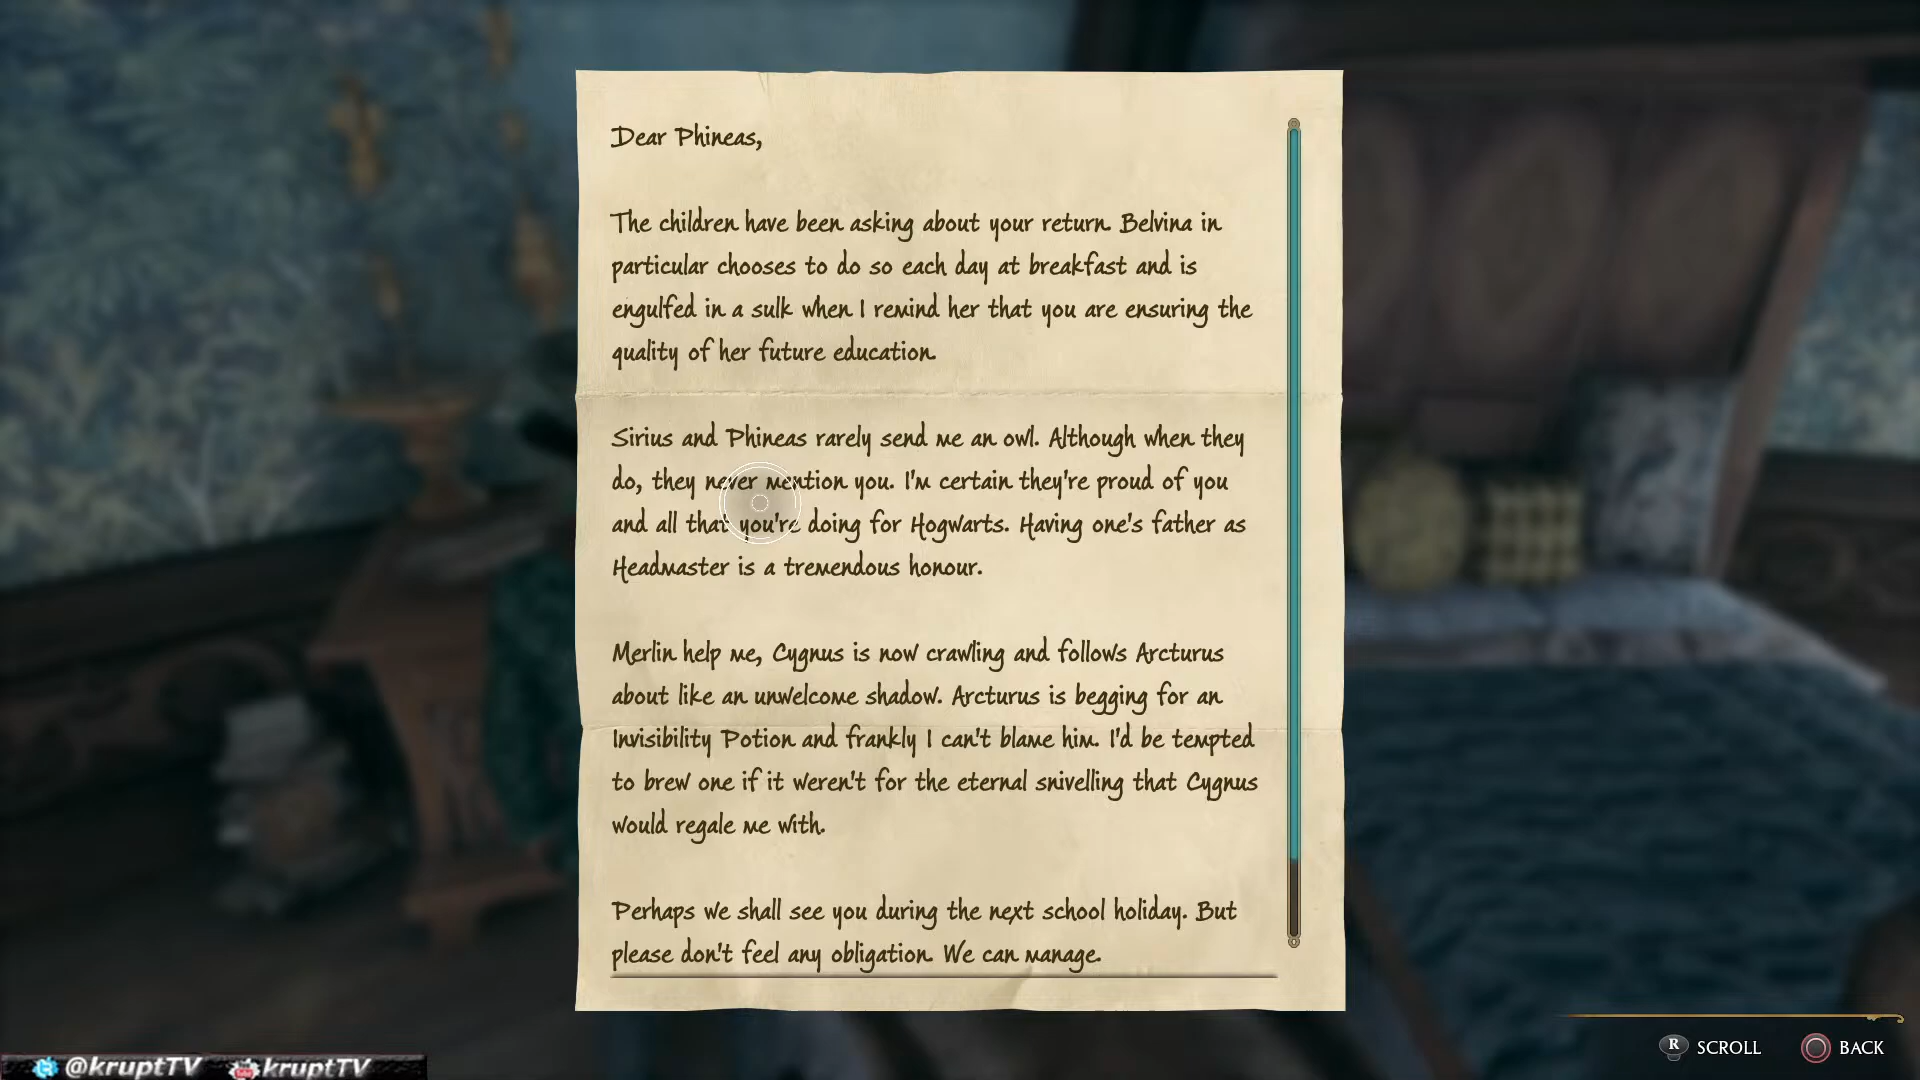 Dear Phineas,
The children have been asking about your return. Belvina in
particular chooses to do so each day at breakfast and is
engulfed in a sulk when I remind her that you are ensuring the
quality of her future education.
Sirius and Phineas rarely send me an owl. Although when they
do, they never mention you. I'm certain they're proud of you
and all that you're doing for Hogwarts. Having one's father as
Headmaster is a tremendous honour.
Merlin help me, Cygnus is now crawling and follows Arcturus
about like an unwelcome shadow. Arcturus is begging for an
Invisibility Potion and frankly I can't blame him. I'd be tempted
to brew one if it weren't for the eternal snivelling that Cygnus
would regale me with.
Perhaps we shall see you during the next school holiday. But
please don't feel any obligation. We can manage.
R SCROLL
BACK
@kruptTV
kruptTV